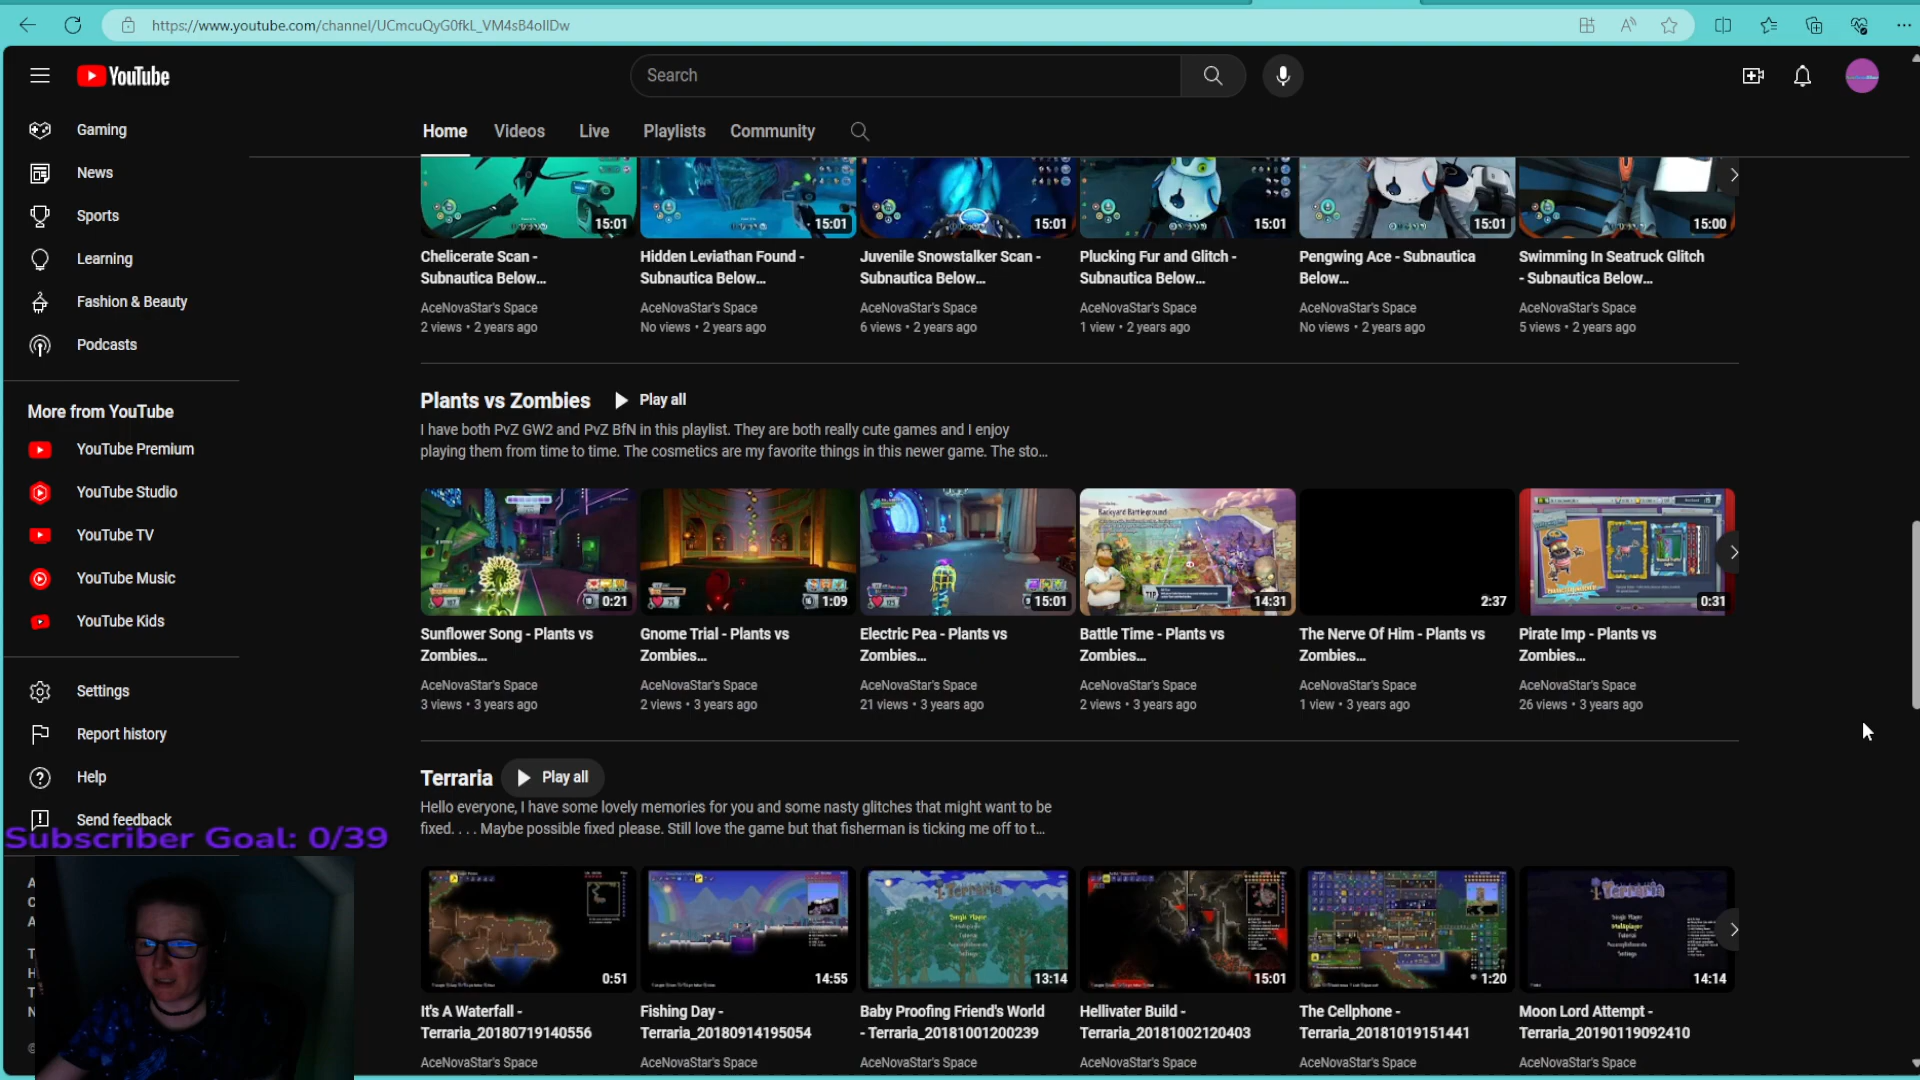 https://www.youtube.com/channel/UCmcuQyG0fkL_VM4sB4oIlDw
YouTube
Search
Gaming
News
Sports
Learning
Fashion & Beauty
Podcasts
More from YouTube
YouTube Premium
YouTube Studio
YouTube TV
YouTube Music
YouTube Kids
Settings
Report history
Help
Send feedback
Subscriber Goal: 0/39
Home Videos Live Playlists Community
15:01 15:01 15:01 15:01 15:01 15:00
Chelicerate Scan -
Subnautica Below...
AceNovaStar's Space
2 views • 2 years ago
Hidden Leviathan Found -
Subnautica Below...
AceNovaStar's Space
No views • 2 years ago
Juvenile Snowstalker Scan -
Subnautica Below...
AceNovaStar's Space
6 views • 2 years ago
Plucking Fur and Glitch -
Subnautica Below...
AceNovaStar's Space
1 view • 2 years ago
Pengwing Ace - Subnautica
Below...
AceNovaStar's Space
No views • 2 years ago
Swimming In Seatruck Glitch
- Subnautica Below...
AceNovaStar's Space
5 views • 2 years ago
Plants vs Zombies Play all
I have both PvZ GW2 and PvZ BfN in this playlist. They are both really cute games and I enjoy
playing them from time to time. The cosmetics are my favorite things in this newer game. The sto...
Backyard Battleground
0:21 1:09 15:01 14:31 2:37 0:31
Sunflower Song - Plants vs
Zombies...
AceNovaStar's Space
3 views • 3 years ago
Gnome Trial - Plants vs
Zombies...
AceNovaStar's Space
2 views • 3 years ago
Electric Pea - Plants vs
Zombies...
AceNovaStar's Space
21 views • 3 years ago
Battle Time - Plants vs
Zombies...
AceNovaStar's Space
2 views • 3 years ago
The Nerve Of Him - Plants vs
Zombies...
AceNovaStar's Space
1 view • 3 years ago
Pirate Imp - Plants vs
Zombies...
AceNovaStar's Space
26 views • 3 years ago
Terraria Play all
Hello everyone, I have some lovely memories for you and some nasty glitches that might want to be
fixed. . . . Maybe possible fixed please. Still love the game but that fisherman is ticking me off to t...
Terraria
Single Player
Multiplayer
Settings
Terraria
Single Player
Multiplayer
Settings
0:51 14:55 13:14 15:01 1:20 14:14
It's A Waterfall -
Terraria_20180719140556
AceNovaStar's Space
Fishing Day -
Terraria_20180914195054
AceNovaStar's Space
Baby Proofing Friend's World
- Terraria_20181001200239
AceNovaStar's Space
Hellivater Build -
Terraria_20181002120403
AceNovaStar's Space
The Cellphone -
Terraria_20181019151441
AceNovaStar's Space
Moon Lord Attempt -
Terraria_20190119092410
AceNovaStar's Space